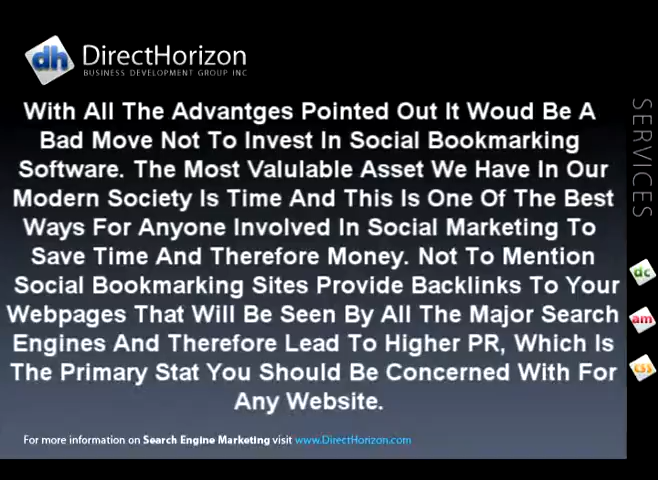 dh DirectHorizon
BUSINESS DEVELOPMENT GROUP INC
With All The Advantges Pointed Out It Woud Be A
Bad Move Not To Invest In Social Bookmarking
Software. The Most Valulable Asset We Have In Our
Modern Society Is Time And This Is One Of The Best
Ways For Anyone Involved In Social Marketing To
Save Time And Therefore Money. Not To Mention
Social Bookmarking Sites Provide Backlinks To Your
Webpages That Will Be Seen By All The Major Search
Engines And Therefore Lead To Higher PR, Which Is
The Primary Stat You Should Be Concerned With For
Any Website.
For more information on Search Engine Marketing visit www.DirectHorizon.com
SERVICES
dc
am
css